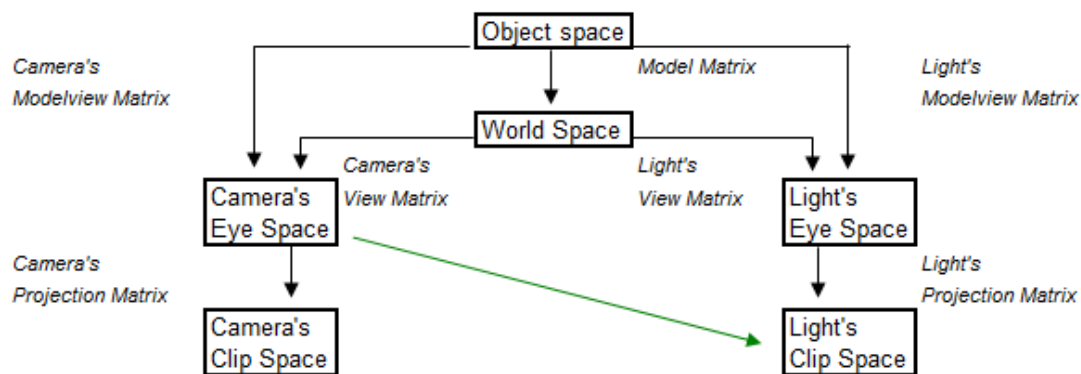 Object space
Camera's
Modelview Matrix
Model Matrix
Light's
Modelview Matrix
World Space
Camera's
View Matrix
Light's
View Matrix
Camera's
Eye Space
Light's
Eye Space
Camera's
Projection Matrix
Light's
Projection Matrix
Camera's
Clip Space
Light's
Clip Space